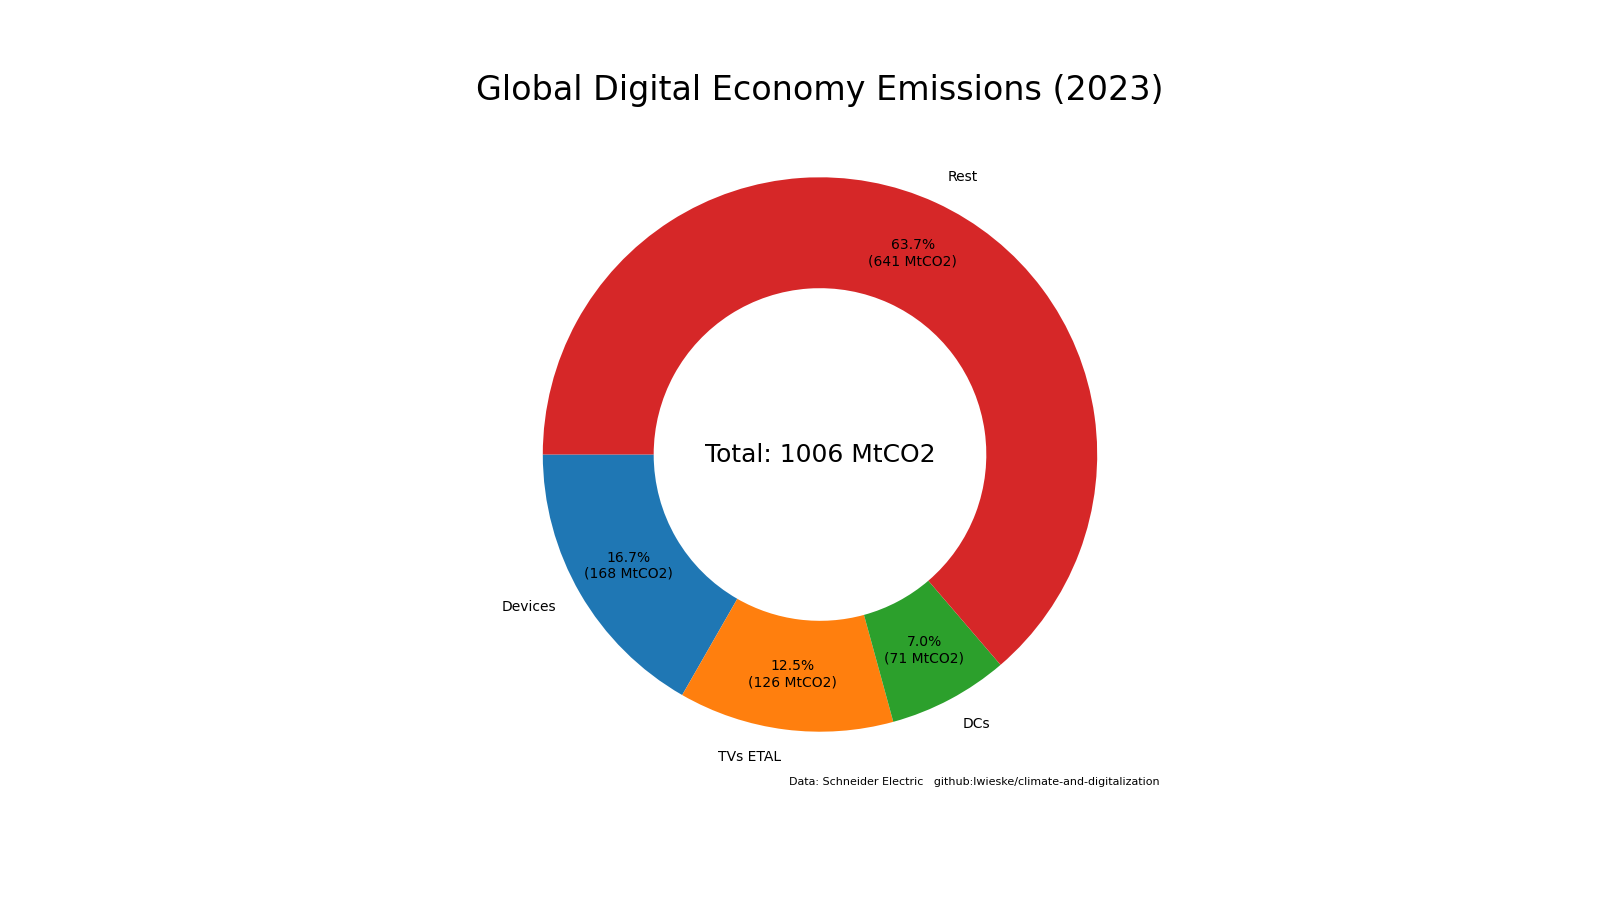 Global Digital Economy Emissions (2023)
Rest
63.7%
(641 MtCO2)
Total: 1006 MtCO2
16.7%
(168 MtCO2)
Devices
7.0%
(71 MtCO2)
12.5%
(126 MtCO2)
DCs
TVs ETAL
Data: Schneider Electric   github:lwieske/climate-and-digitalization